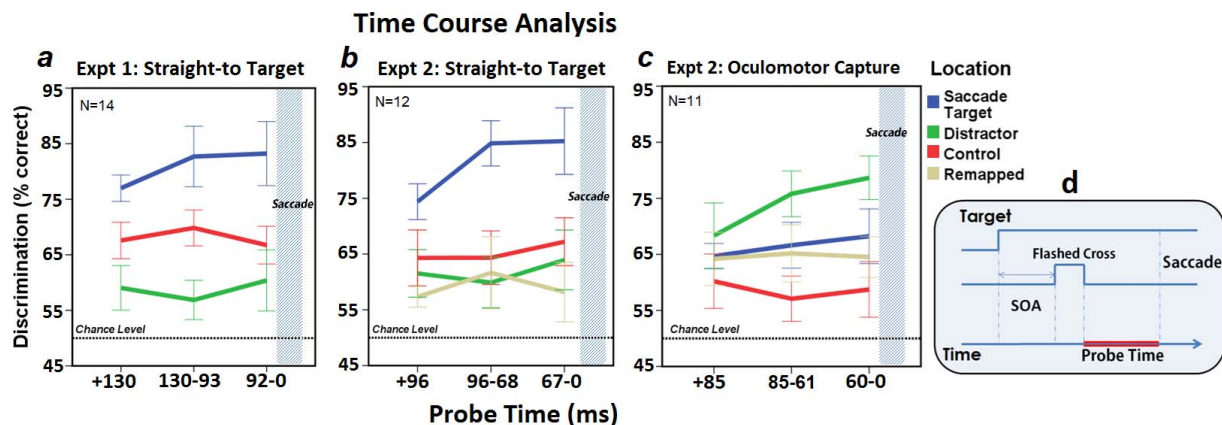 Time Course Analysis
a
Expt 1: Straight-to Target
b
Expt 2: Straight-to Target
c
Expt 2: Oculomotor Capture
Discrimination (% correct)
95
85
75
65
55
45
N=14
Saccade
Chance Level
+130
130-93
92-0
95
85
75
65
55
45
N=12
Saccade
Chance Level
+96
96-68
67-0
95
85
75
65
55
45
N=11
Saccade
Chance Level
+85
85-61
60-0
Probe Time (ms)
Location
Saccade
Target
Distractor
Control
Remapped
d
Target
Flashed Cross
Saccade
SOA
Time
Probe Time